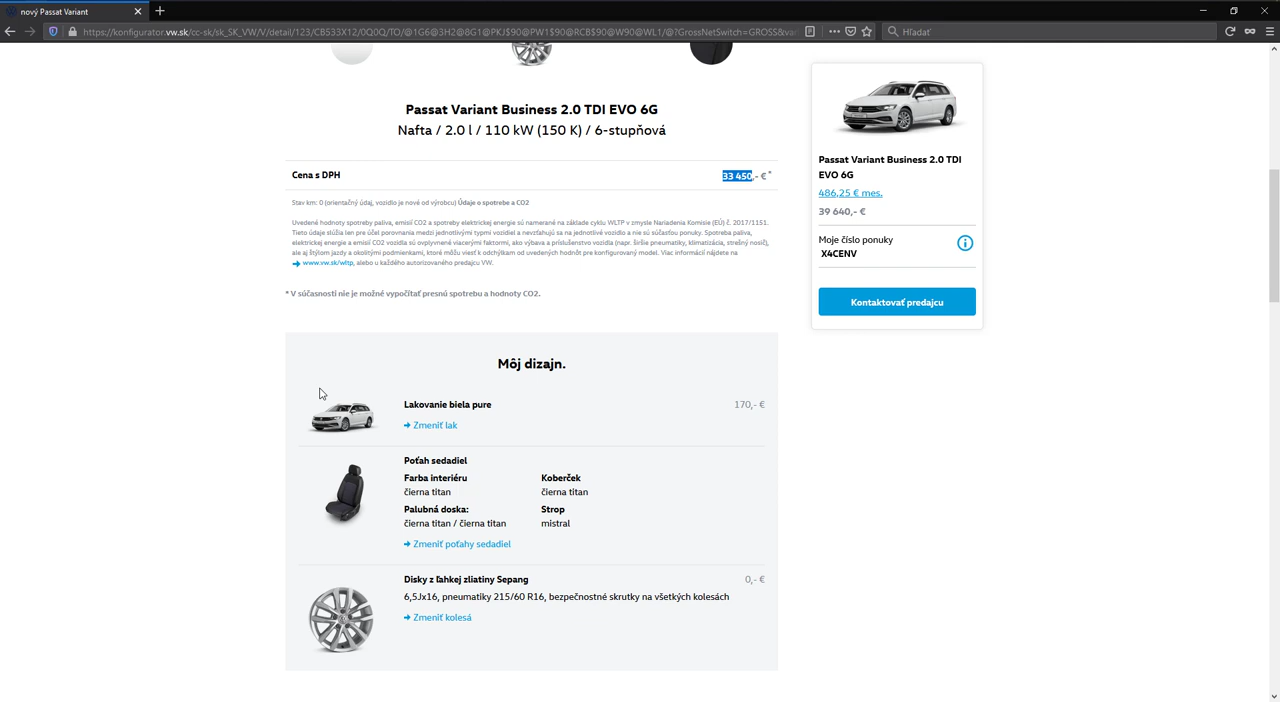 nový Passat Variant
https://konfigurator.vw.sk/cc-sk/sk_SK_VW/V/detail/123/CB533X12/0Q0Q/TO/@1G6@3H2@8G1@PKJ$90@PW1$90@RCB$90@W90@WL1/@?GrossNetSwitch=GROSS&va
Hľadať
Passat Variant Business 2.0 TDI EVO 6G
Nafta / 2.0 l / 110 kW (150 K) / 6-stupňová
Cena s DPH 33 450,- € *
Stav km: 0 (orientačný údaj, vozidlo je nové od výrobcu) Údaje o spotrebe a CO2
Uvedené hodnoty spotreby paliva, emisií CO2 a spotreby elektrickej energie sú namerané na základe cyklu WLTP v zmysle Nariadenia Komisie (EÚ) č. 2017/1151.
Tieto údaje slúžia len pre účel porovnania medzi jednotlivými typmi vozidiel a nevzťahujú sa na jednotlivé vozidlo a nie sú súčasťou ponuky. Spotreba paliva,
elektrickej energie a emisií CO2 vozidla sú ovplyvnené viacerými faktormi, ako výbava a príslušenstvo vozidla (napr. širšie pneumatiky, klimatizácia, strešný nosič),
ale aj štýlom jazdy a okolitými podmienkami, ktoré môžu viesť k odchýlkam od uvedených hodnôt pre konfigurovaný model. Viac informácií nájdete na
www.vw.sk/wltp, alebo u každého autorizovaného predajcu VW.
* V súčasnosti nie je možné vypočítať presnú spotrebu a hodnoty CO2.
Môj dizajn.
Lakovanie biela pure 170,- €
Zmeniť lak
Poťah sedadiel
Farba interiéru Koberček
čierna titan čierna titan
Palubná doska: Strop
čierna titan / čierna titan mistral
Zmeniť poťahy sedadiel
Disky z ľahkej zliatiny Sepang 0,- €
6,5Jx16, pneumatiky 215/60 R16, bezpečnostné skrutky na všetkých kolesách
Zmeniť kolesá
Passat Variant Business 2.0 TDI
EVO 6G
486,25 € mes.
39 640,- €
Moje číslo ponuky
X4CENV
Kontaktovať predajcu